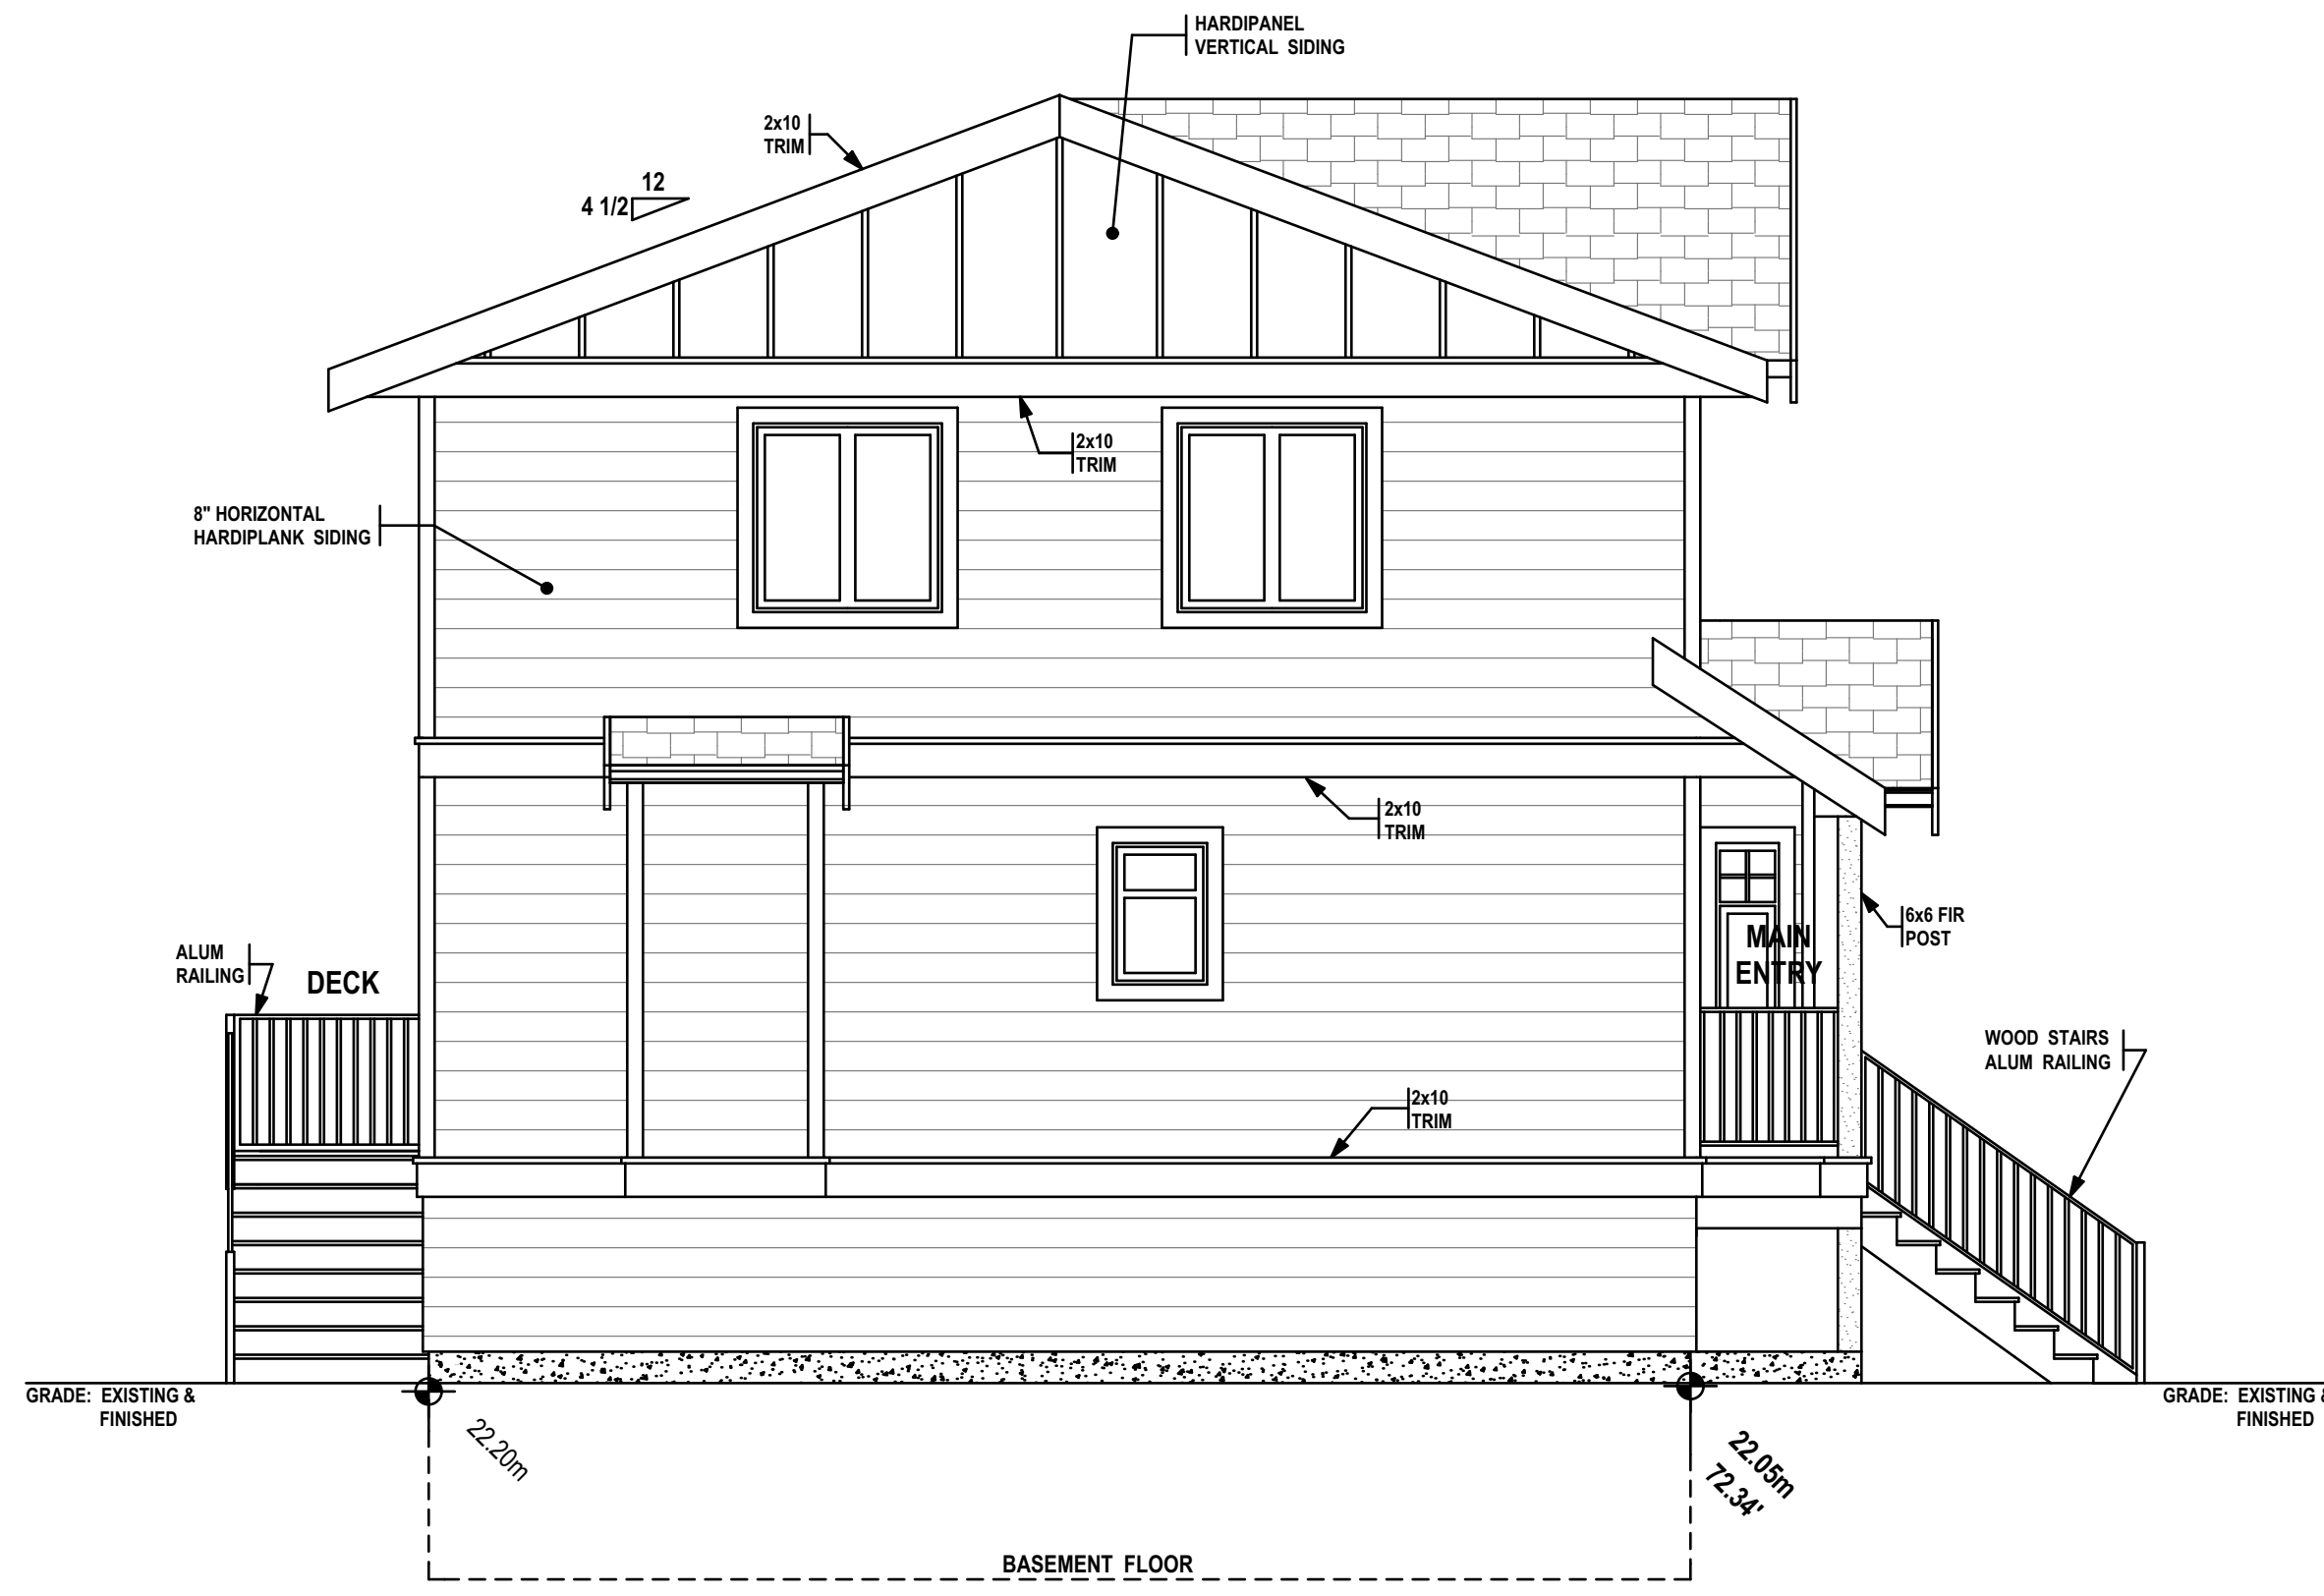 HARDIPANEL
VERTICAL SIDING
2x10
TRIM
12
4 1/2
2x10
TRIM
8" HORIZONTAL
HARDIPLANK SIDING
2x10
TRIM
6x6 FIR
POST
MAIN
ENTRY
ALUM
RAILING
DECK
WOOD STAIRS
ALUM RAILING
2x10
TRIM
GRADE: EXISTING &
FINISHED
GRADE: EXISTING &
FINISHED
22.20m
22.05m
72.34'
BASEMENT FLOOR